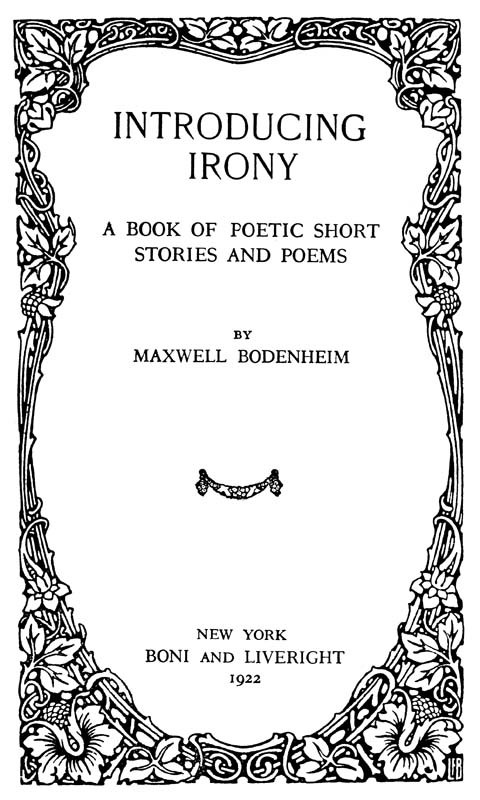 INTRODUCING
IRONY
A BOOK OF POETIC SHORT
STORIES AND POEMS
BY
MAXWELL BODENHEIM
NEW YORK
BONI AND LIVERIGHT
1922